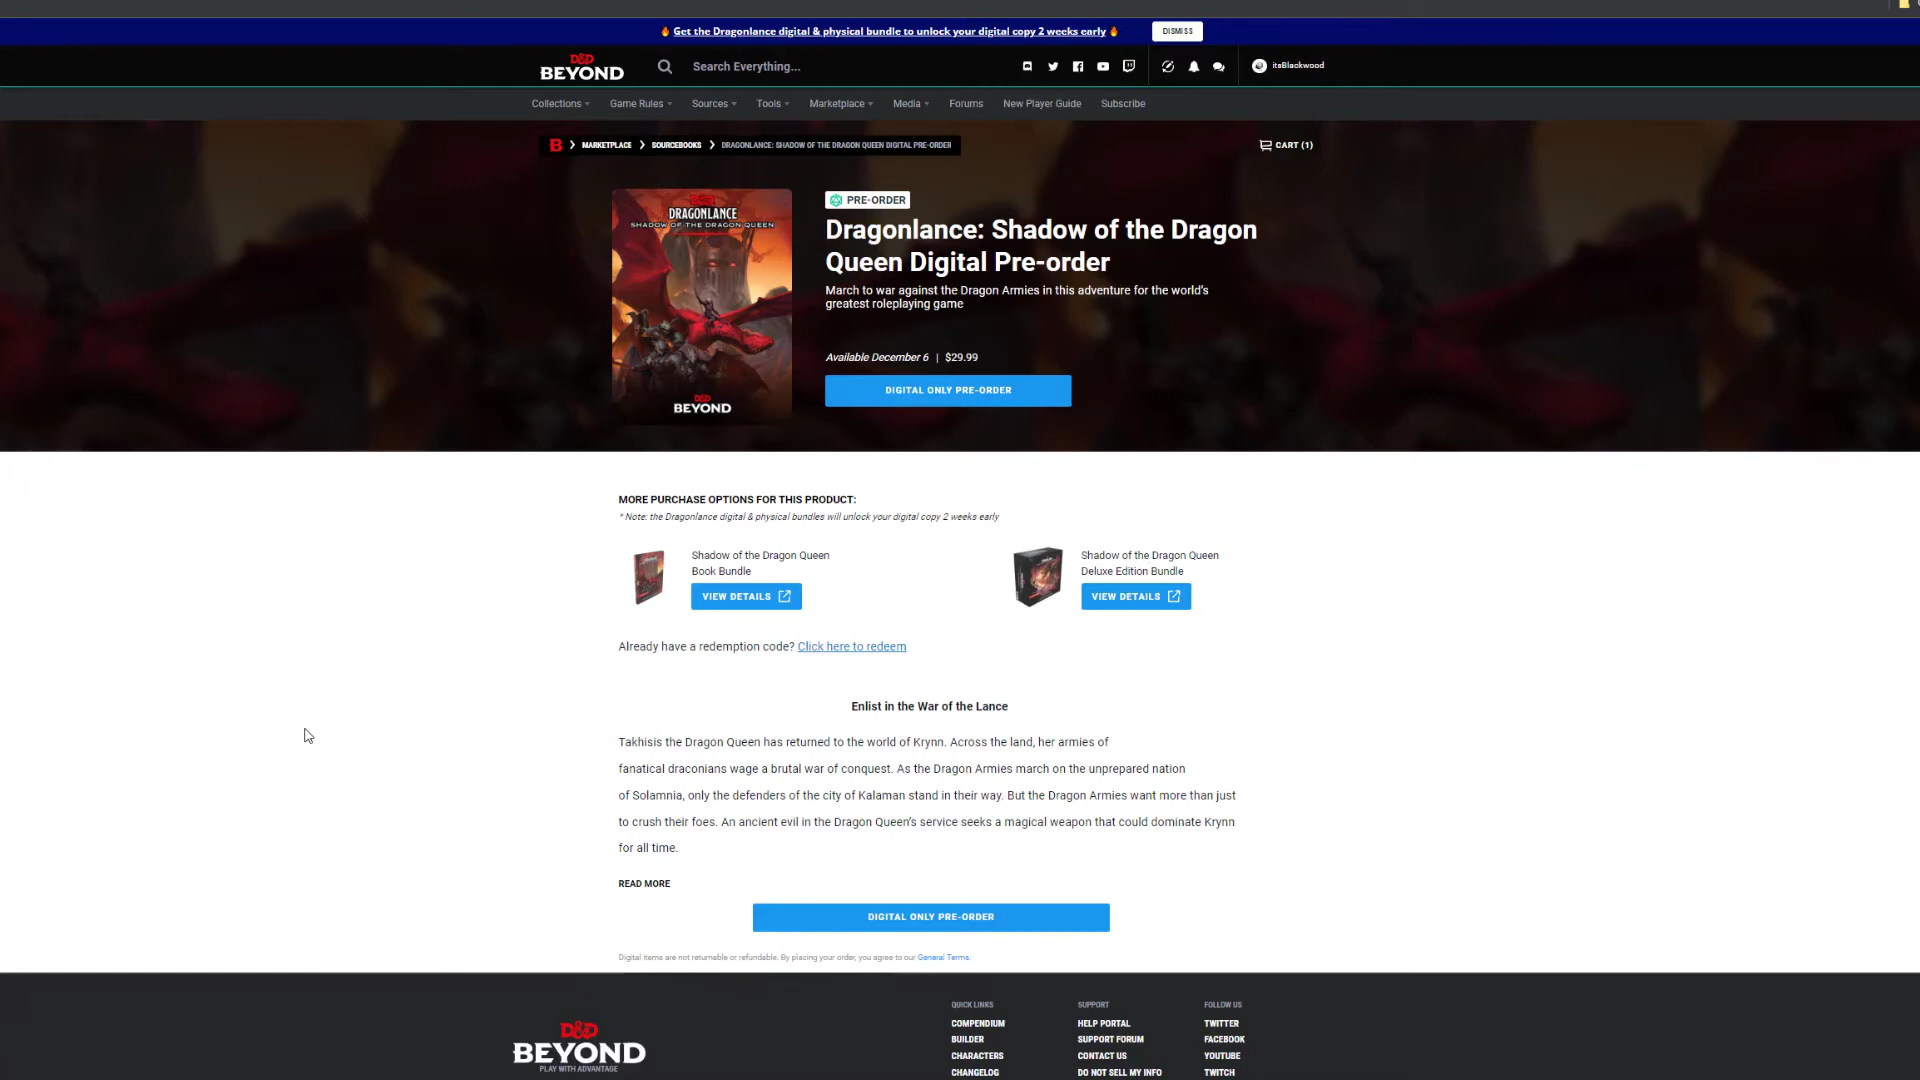 Get the Dragonlance digital & physical bundle to unlock your digital copy 2 weeks early
DISMISS
D&D
BEYOND
Search Everything...
itsBlackwood
Collections
Game Rules
Sources
Tools
Marketplace
Media
Forums
New Player Guide
Subscribe
B
MARKETPLACE
SOURCEBOOKS
DRAGONLANCE: SHADOW OF THE DRAGON QUEEN DIGITAL PRE-ORDER
CART (1)
DRAGONLANCE
SHADOW OF THE DRAGON QUEEN
D&D
BEYOND
PRE-ORDER
Dragonlance: Shadow of the Dragon
Queen Digital Pre-order
March to war against the Dragon Armies in this adventure for the world's
greatest roleplaying game
Available December 6 | $29.99
DIGITAL ONLY PRE-ORDER
MORE PURCHASE OPTIONS FOR THIS PRODUCT:
* Note: the Dragonlance digital & physical bundles will unlock your digital copy 2 weeks early
Shadow of the Dragon Queen
Book Bundle
VIEW DETAILS
Shadow of the Dragon Queen
Deluxe Edition Bundle
VIEW DETAILS
Already have a redemption code? Click here to redeem
Enlist in the War of the Lance
Takhisis the Dragon Queen has returned to the world of Krynn. Across the land, her armies of
fanatical draconians wage a brutal war of conquest. As the Dragon Armies march on the unprepared nation
of Solamnia, only the defenders of the city of Kalaman stand in their way. But the Dragon Armies want more than just
to crush their foes. An ancient evil in the Dragon Queen's service seeks a magical weapon that could dominate Krynn
for all time.
READ MORE
DIGITAL ONLY PRE-ORDER
Digital items are not returnable or refundable. By placing your order, you agree to our General Terms.
D&D
BEYOND
PLAY WITH ADVANTAGE
QUICK LINKS
COMPENDIUM
BUILDER
CHARACTERS
CHANGELOG
SUPPORT
HELP PORTAL
SUPPORT FORUM
CONTACT US
DO NOT SELL MY INFO
FOLLOW US
TWITTER
FACEBOOK
YOUTUBE
TWITCH